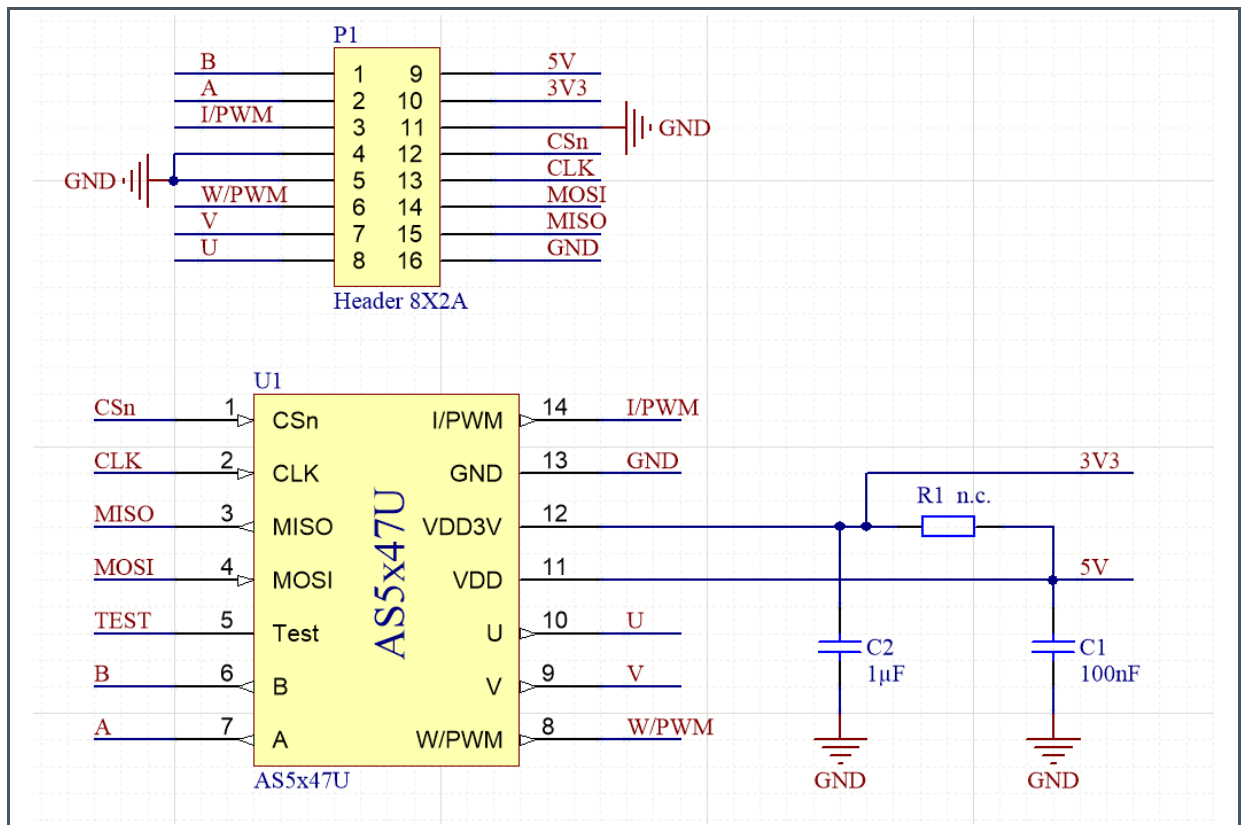 P1
B 1 9 5V
A 2 10 3V3
I/PWM 3 11 GND
4 12 CSn
GND 5 13 CLK
W/PWM 6 14 MOSI
V 7 15 MISO
U 8 16 GND
Header 8X2A
U1
CSn 1 CSn I/PWM 14 I/PWM
CLK 2 CLK GND 13 GND 3V3
R1 n.c.
MISO 3 MISO VDD3V 12
MOSI 4 MOSI VDD 11 5V
TEST 5 Test U 10 U
C2 C1
1µF 100nF
B 6 B V 9 V
A 7 A W/PWM 8 W/PWM
AS5x47U
AS5x47U
GND GND